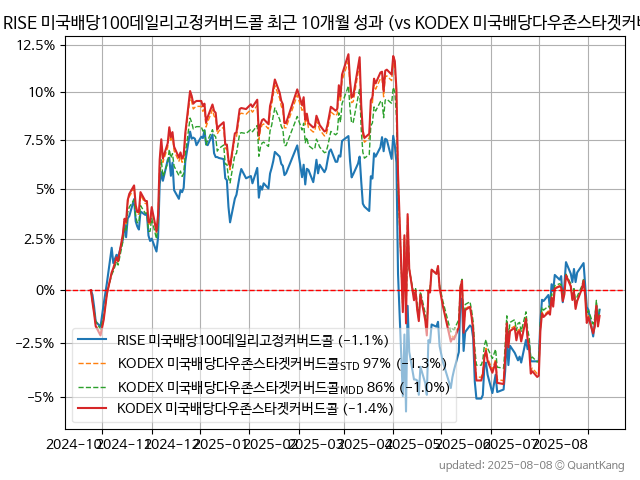 RISE 미국배당100데일리고정커버드콜 최근 10개월 성과 (vs KODEX 미국배당다우존스타겟커버
12.5%
10%
7.5%
5%
2.5%
0%
−2.5%
−5%
RISE 미국배당100데일리고정커버드콜 (−1.1%)
KODEX 미국배당다우존스타겟커버드콜STD 97% (−1.3%)
KODEX 미국배당다우존스타겟커버드콜MDD 86% (−1.0%)
KODEX 미국배당다우존스타겟커버드콜 (−1.4%)
2024-10 2024-11 2024-12 2025-01 2025-02 2025-03 2025-04 2025-05 2025-06 2025-07 2025-08
updated: 2025-08-08 © QuantKang